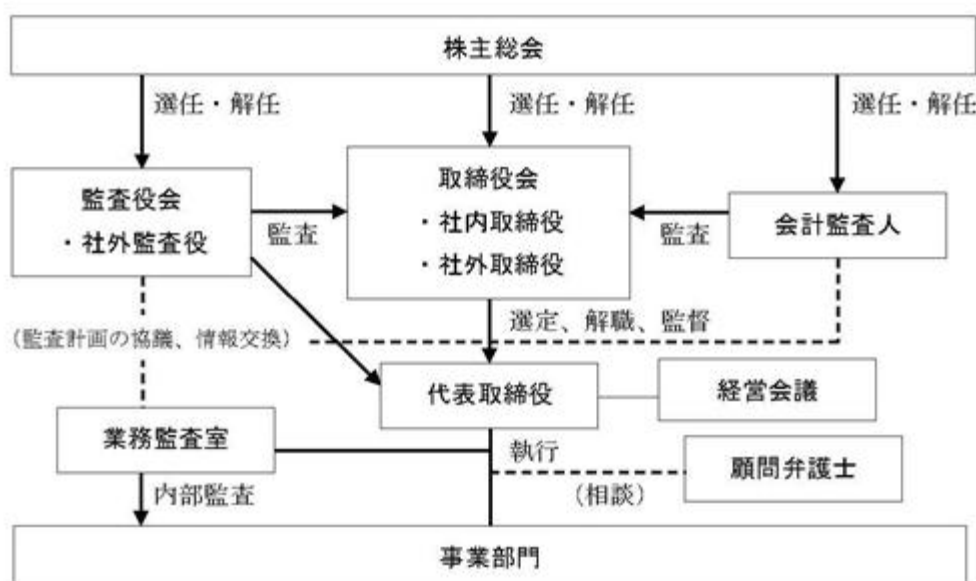 株主総会
選任・解任
選任・解任
選任・解任
監査役会
・社外監査役
監査
取締役会
・社内取締役
・社外取締役
監査
会計監査人
選定、解職、監督
(監査計画の協議、情報交換)
代表取締役
経営会議
業務監査室
執行
顧問弁護士
(相談)
内部監査
事業部門